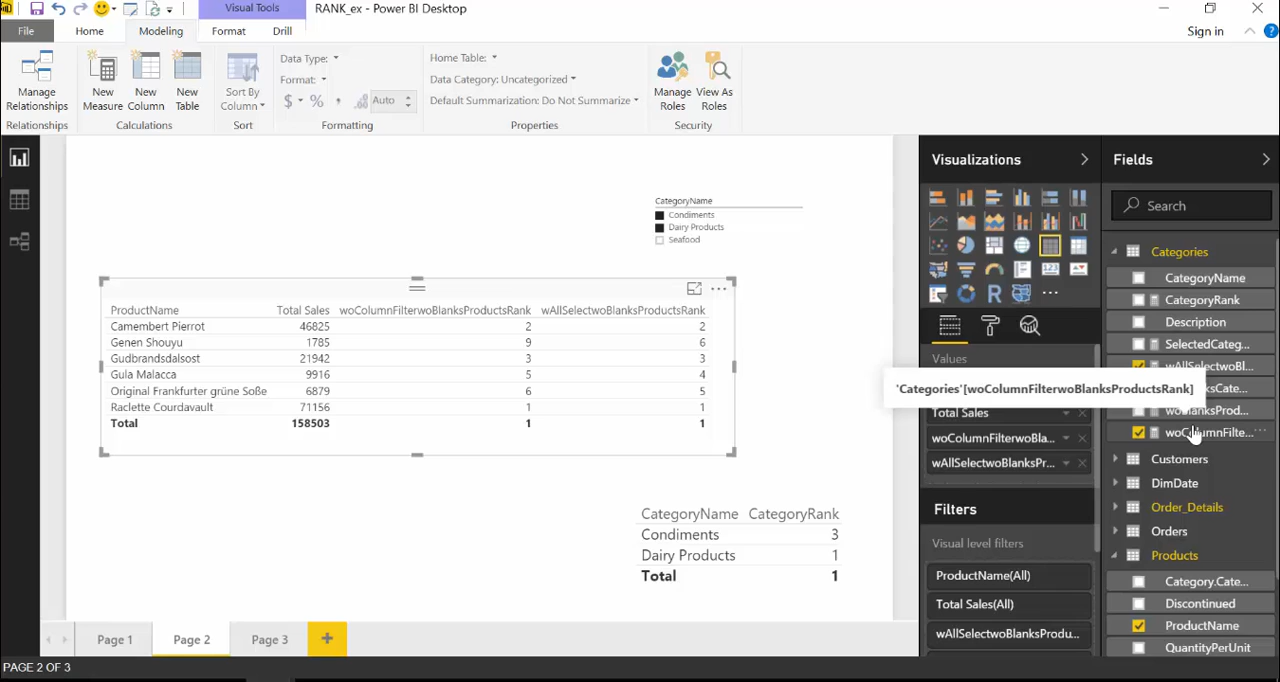 Visual Tools
RANK_ex - Power BI Desktop
File
Home
Modeling
Format
Drill
Sign in
Manage Relationships
New Measure
New Column
New Table
Sort By Column
Data Type:
Format:
$ % , Auto
Home Table:
Data Category: Uncategorized
Default Summarization: Do Not Summarize
Manage Roles
View As Roles
Relationships
Calculations
Sort
Formatting
Properties
Security
CategoryName
Condiments
Dairy Products
Seafood
ProductName Total Sales woColumnFilterwoBlanksProductsRank wAllSelectwoBlanksProductsRank
Camembert Pierrot 46825 2 2
Genen Shouyu 1785 9 6
Gudbrandsdalsost 21942 3 3
Gula Malacca 9916 5 4
Original Frankfurter grüne Soße 6879 6 5
Raclette Courdavault 71156 1 1
Total 158503 1 1
CategoryName CategoryRank
Condiments 3
Dairy Products 1
Total 1
Page 1
Page 2
Page 3
+
PAGE 2 OF 3
Visualizations
R
Values
Total Sales
woColumnFilterwoBla...
wAllSelectwoBlanksPr...
Filters
Visual level filters
ProductName(All)
Total Sales(All)
wAllSelectwoBlanksProdu...
'Categories'[woColumnFilterwoBlanksProductsRank]
Fields
Search
Categories
CategoryName
CategoryRank
Description
SelectedCateg...
wAllSelectwoBl...
woBlanksProd...
woColumnFilte...
Customers
DimDate
Order_Details
Orders
Products
Category.Cate...
Discontinued
ProductName
QuantityPerUnit